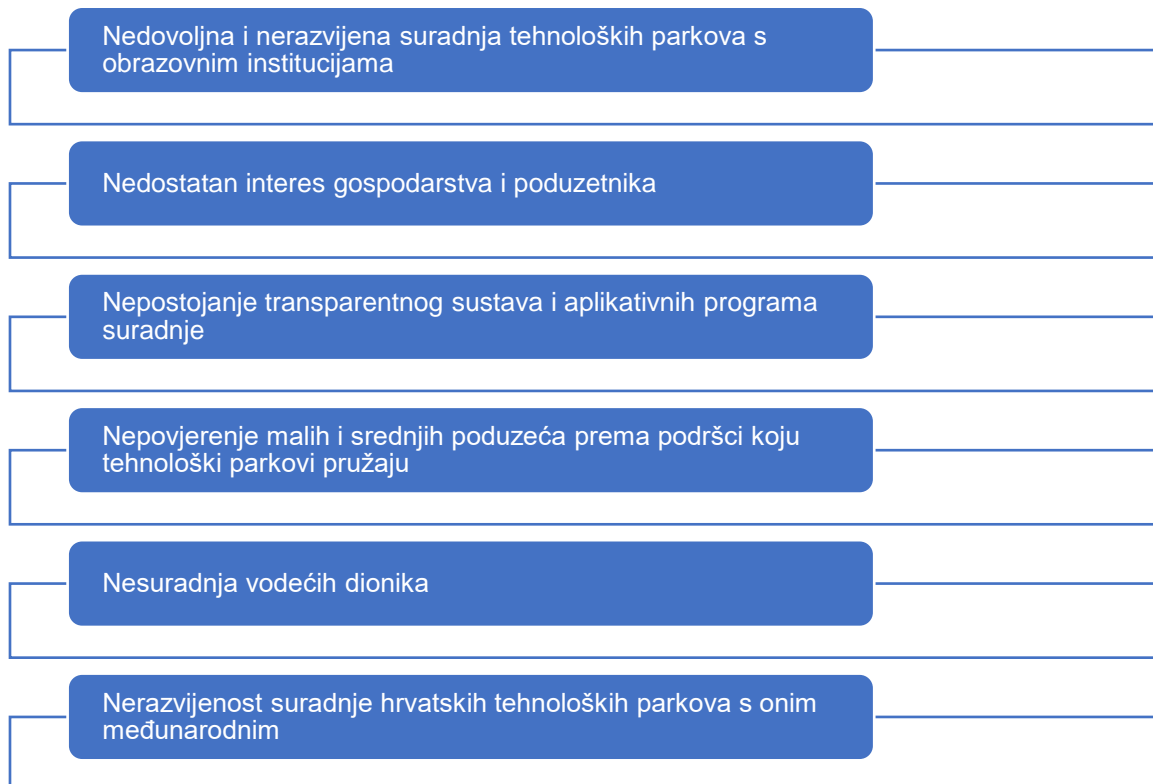 Nedovoljna i nerazvijena suradnja tehnoloških parkova s
obrazovnim institucijama
Nedostatan interes gospodarstva i poduzetnika
Nepostojanje transparentnog sustava i aplikativnih programa
suradnje
Nepovjerenje malih i srednjih poduzeća prema podršci koju
tehnološki parkovi pružaju
Nesuradnja vodećih dionika
Nerazvijenost suradnje hrvatskih tehnoloških parkova s onim
međunarodnim